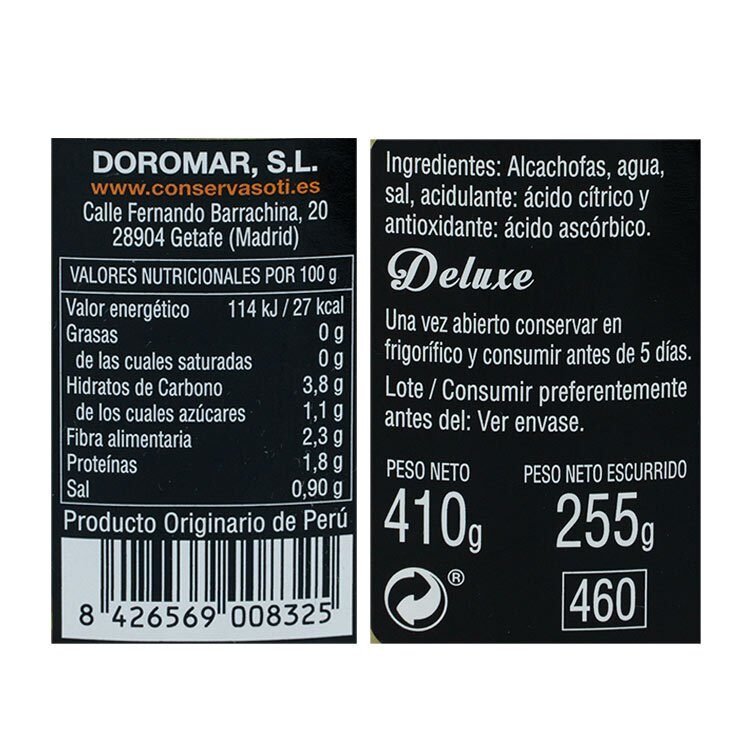 DOROMAR, S.L.
www.conservasoti.es
Calle Fernando Barrachina, 20
28904 Getafe (Madrid)
VALORES NUTRICIONALES POR 100 g
Valor energético 114 kJ / 27 kcal
Grasas 0 g
de las cuales saturadas 0 g
Hidratos de Carbono 3,8 g
de los cuales azúcares 1,1 g
Fibra alimentaria 2,3 g
Proteínas 1,8 g
Sal 0,90 g
Producto Originario de Perú
8 426569 008325
Ingredientes: Alcachofas, agua,
sal, acidulante: ácido cítrico y
antioxidante: ácido ascórbico.
Deluxe
Una vez abierto conservar en
frigorífico y consumir antes de 5 días.
Lote / Consumir preferentemente
antes del: Ver envase.
PESO NETO PESO NETO ESCURRIDO
410g 255g
®
460